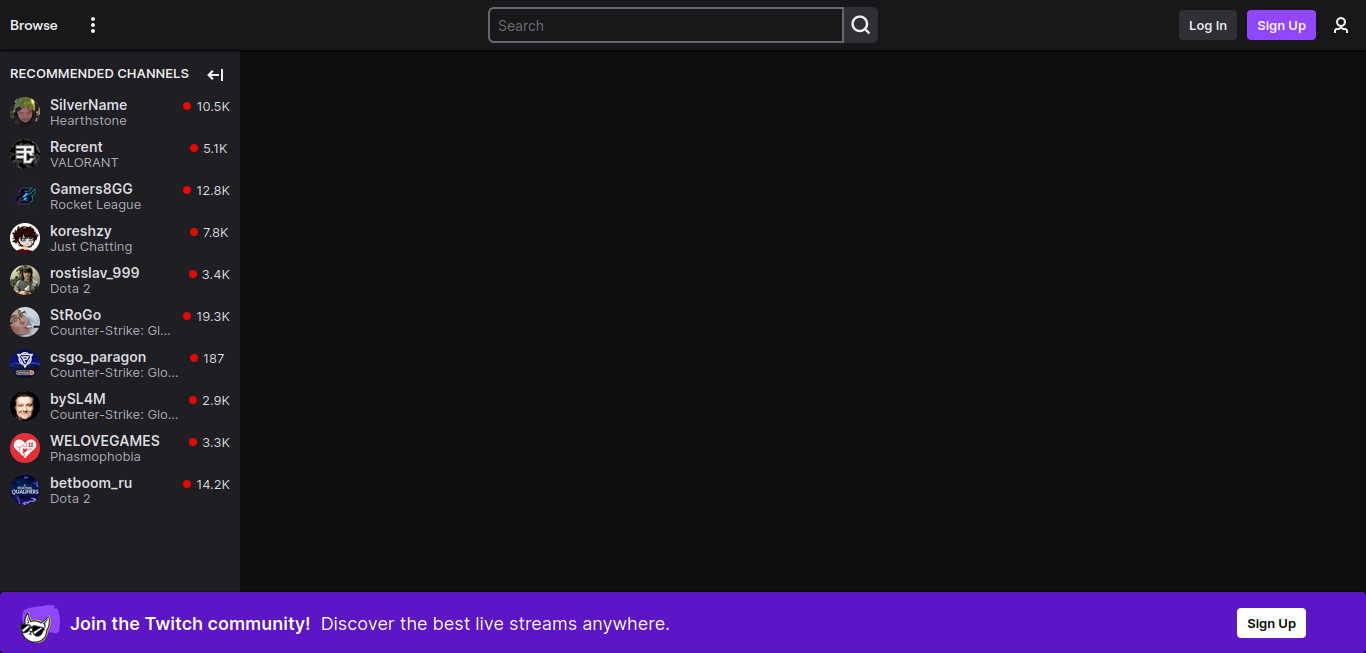 Browse
Search
Log In
Sign Up
RECOMMENDED CHANNELS
SilverName
10.5K
Hearthstone
Recrent
5.1K
VALORANT
Gamers8GG
12.8K
Rocket League
koreshzy
7.8K
Just Chatting
rostislav_999
3.4K
Dota 2
StRoGo
19.3K
Counter-Strike: Gl...
csgo_paragon
187
Counter-Strike: Glo...
bySL4M
2.9K
Counter-Strike: Glo...
WELOVEGAMES
3.3K
Phasmophobia
betboom_ru
14.2K
Dota 2
QUALIFIERS
Join the Twitch community! Discover the best live streams anywhere.
Sign Up